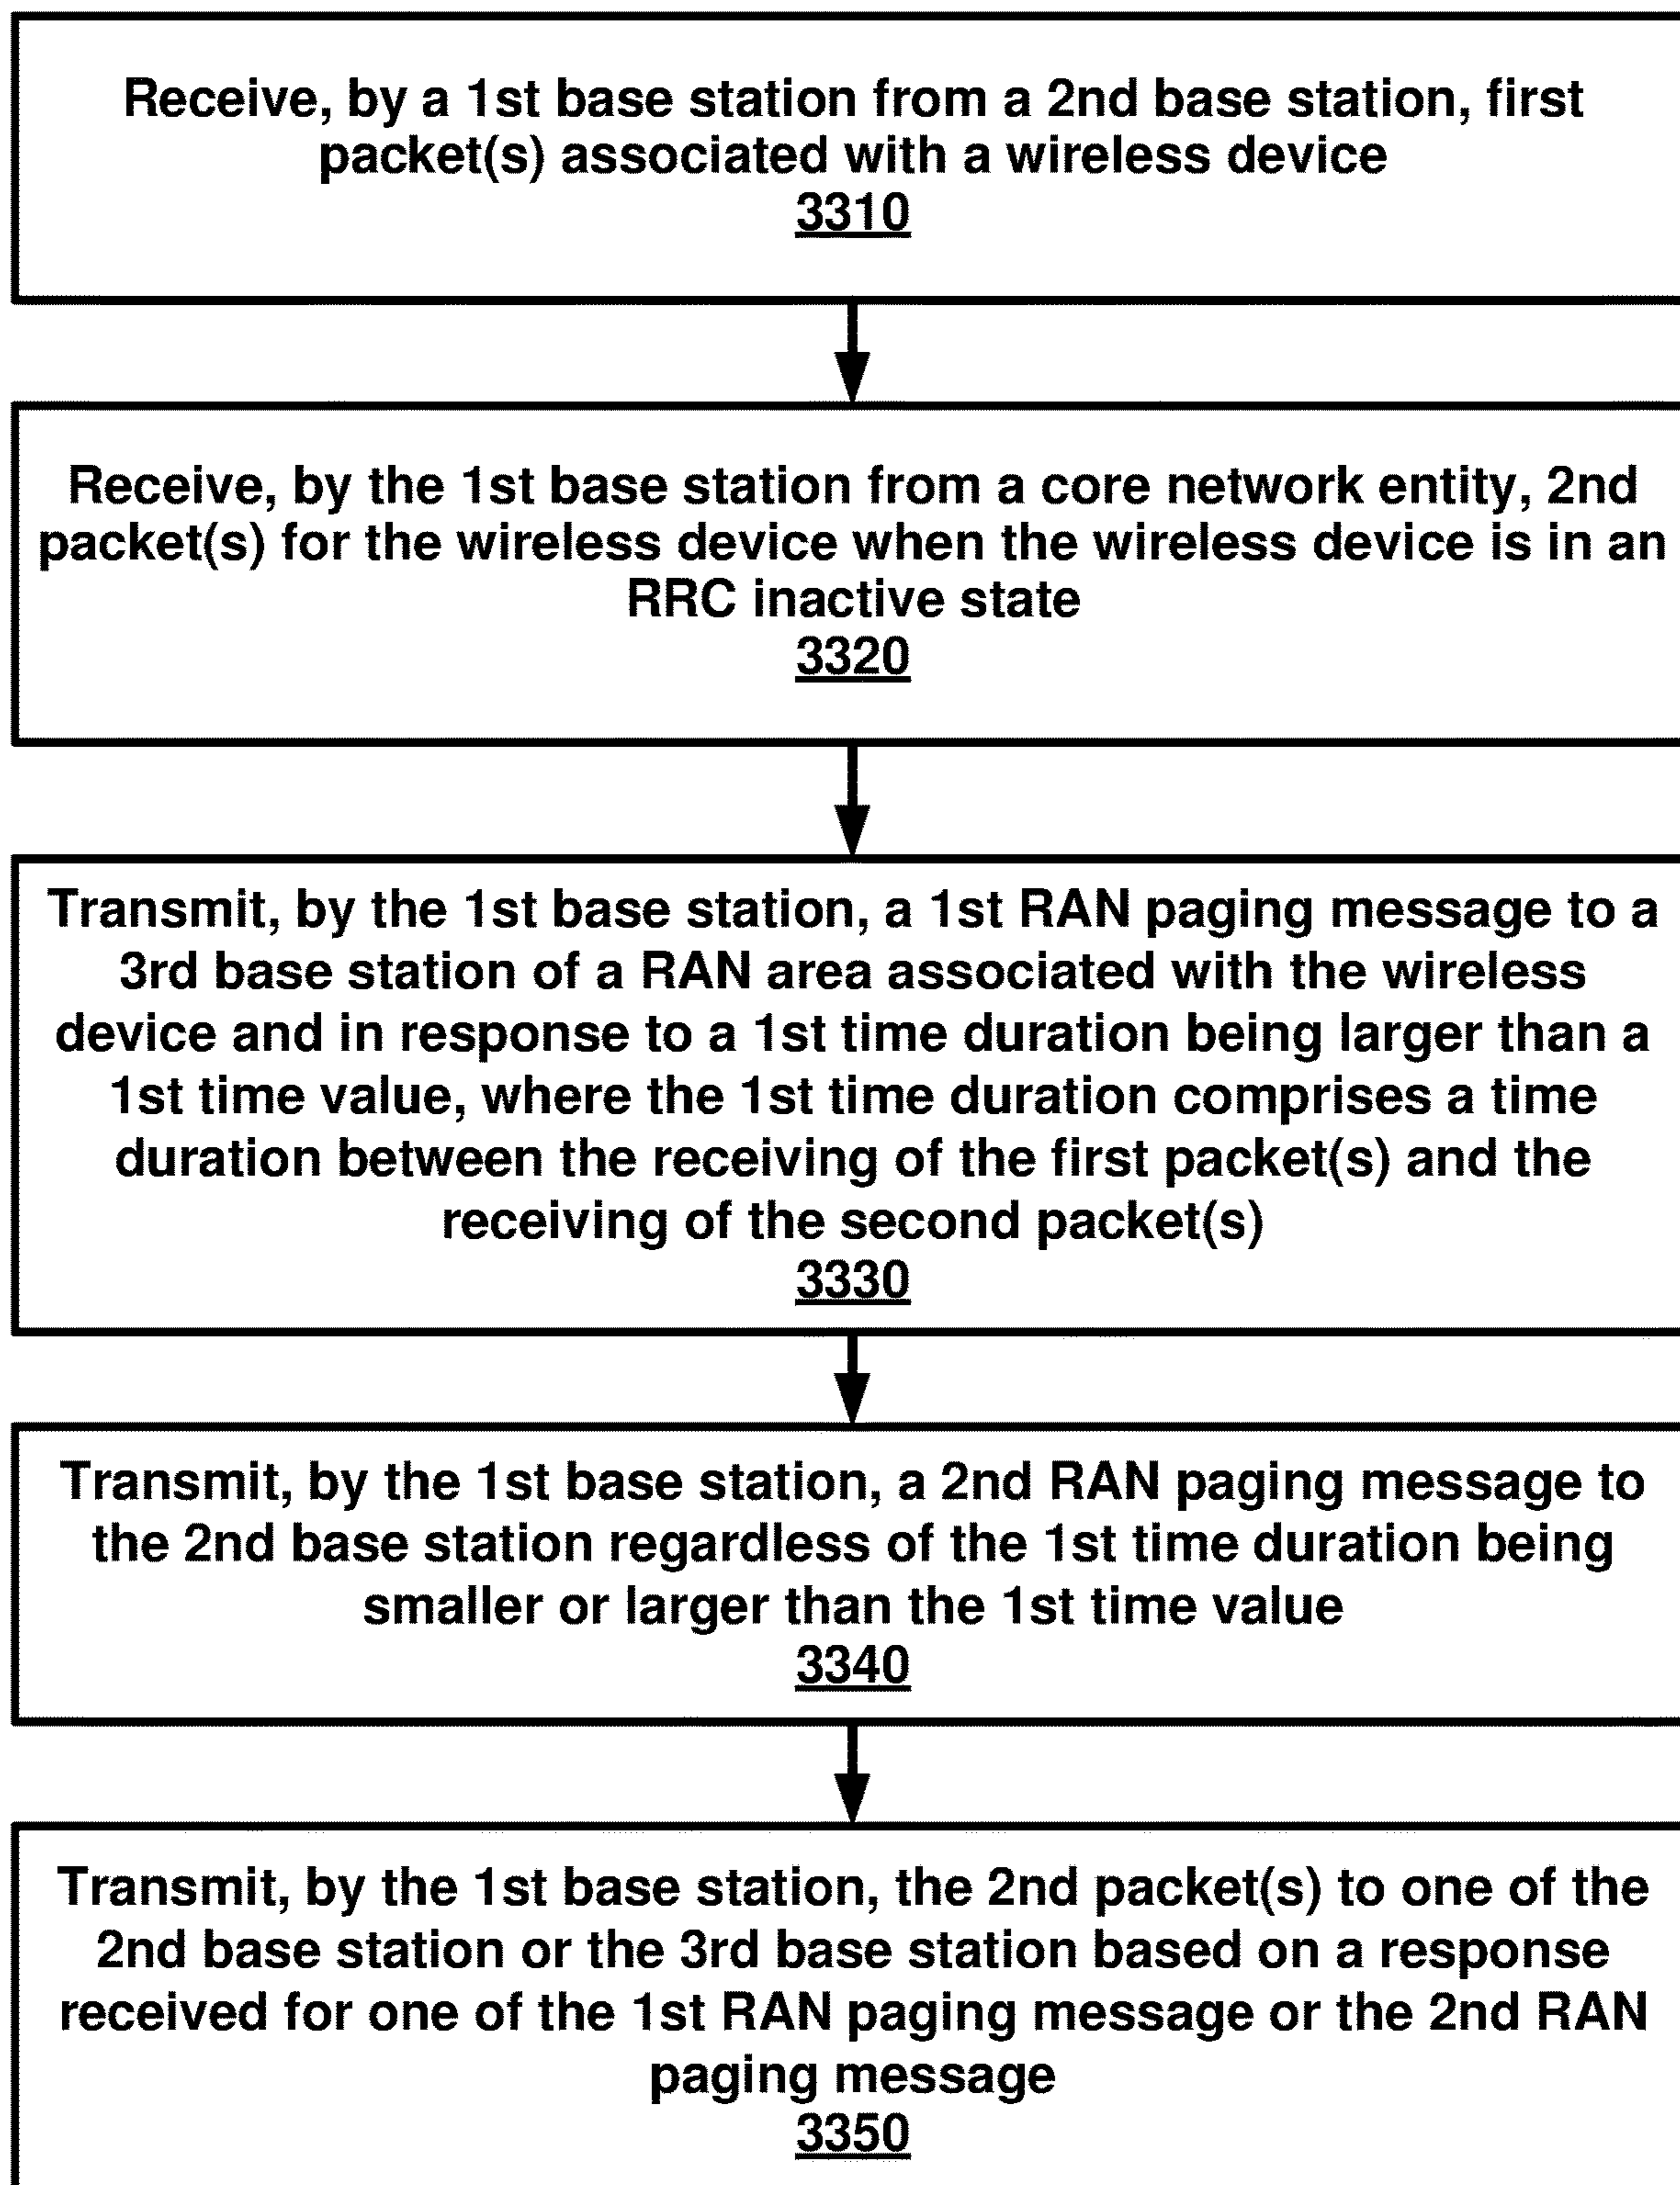 Receive, by a 1st base station from a 2nd base station, first
packet(s) associated with a wireless device
3310
Receive, by the 1st base station from a core network entity, 2nd
packet(s) for the wireless device when the wireless device is in an
RRC inactive state
3320
Transmit, by the 1st base station, a 1st RAN paging message to a
3rd base station of a RAN area associated with the wireless
device and in response to a 1st time duration being larger than a
1st time value, where the 1st time duration comprises a time
duration between the receiving of the first packet(s) and the
receiving of the second packet(s)
3330
Transmit, by the 1st base station, a 2nd RAN paging message to
the 2nd base station regardless of the 1st time duration being
smaller or larger than the 1st time value
3340
Transmit, by the 1st base station, the 2nd packet(s) to one of the
2nd base station or the 3rd base station based on a response
received for one of the 1st RAN paging message or the 2nd RAN
paging message
3350